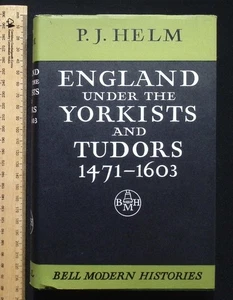 P. J. HELM
ENGLAND
UNDER THE
YORKISTS
AND
TUDORS
1471–1603
B H
M
BELL MODERN HISTORIES